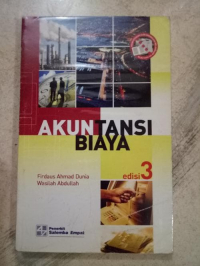 AKUNTANSI
BIAYA
Firdaus Ahmad Dunia
Wasilah Abdullah
edisi 3
Penerbit
Salemba Empat